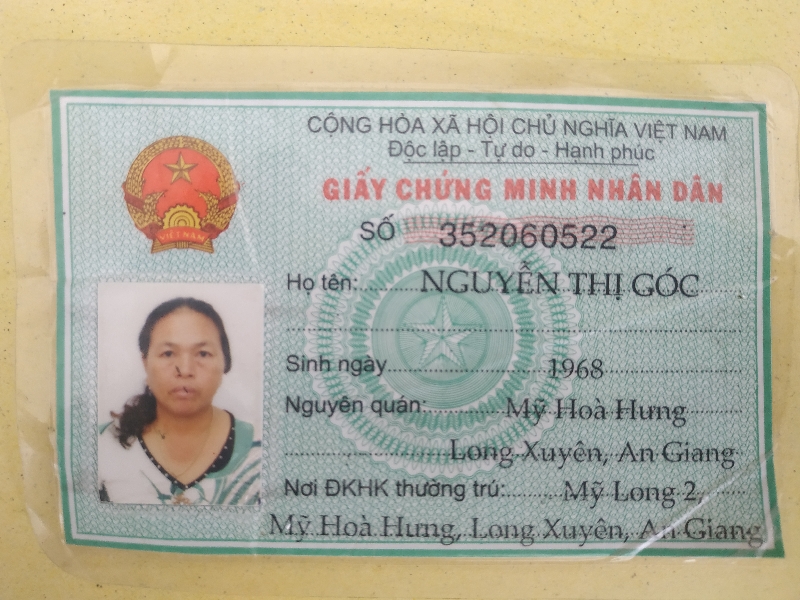 CỘNG HÒA XÃ HỘI CHỦ NGHĨA VIỆT NAM
Độc lập - Tự do - Hạnh phúc
GIẤY CHỨNG MINH NHÂN DÂN
SỐ 352060522
Họ tên: NGUYỄN THỊ GÓC
Sinh ngày 1968
Nguyên quán: Mỹ Hoà Hưng
Long Xuyên, An Giang
Nơi ĐKHK thường trú: Mỹ Long 2,
Mỹ Hoà Hưng, Long Xuyên, An Giang
VIỆT NAM